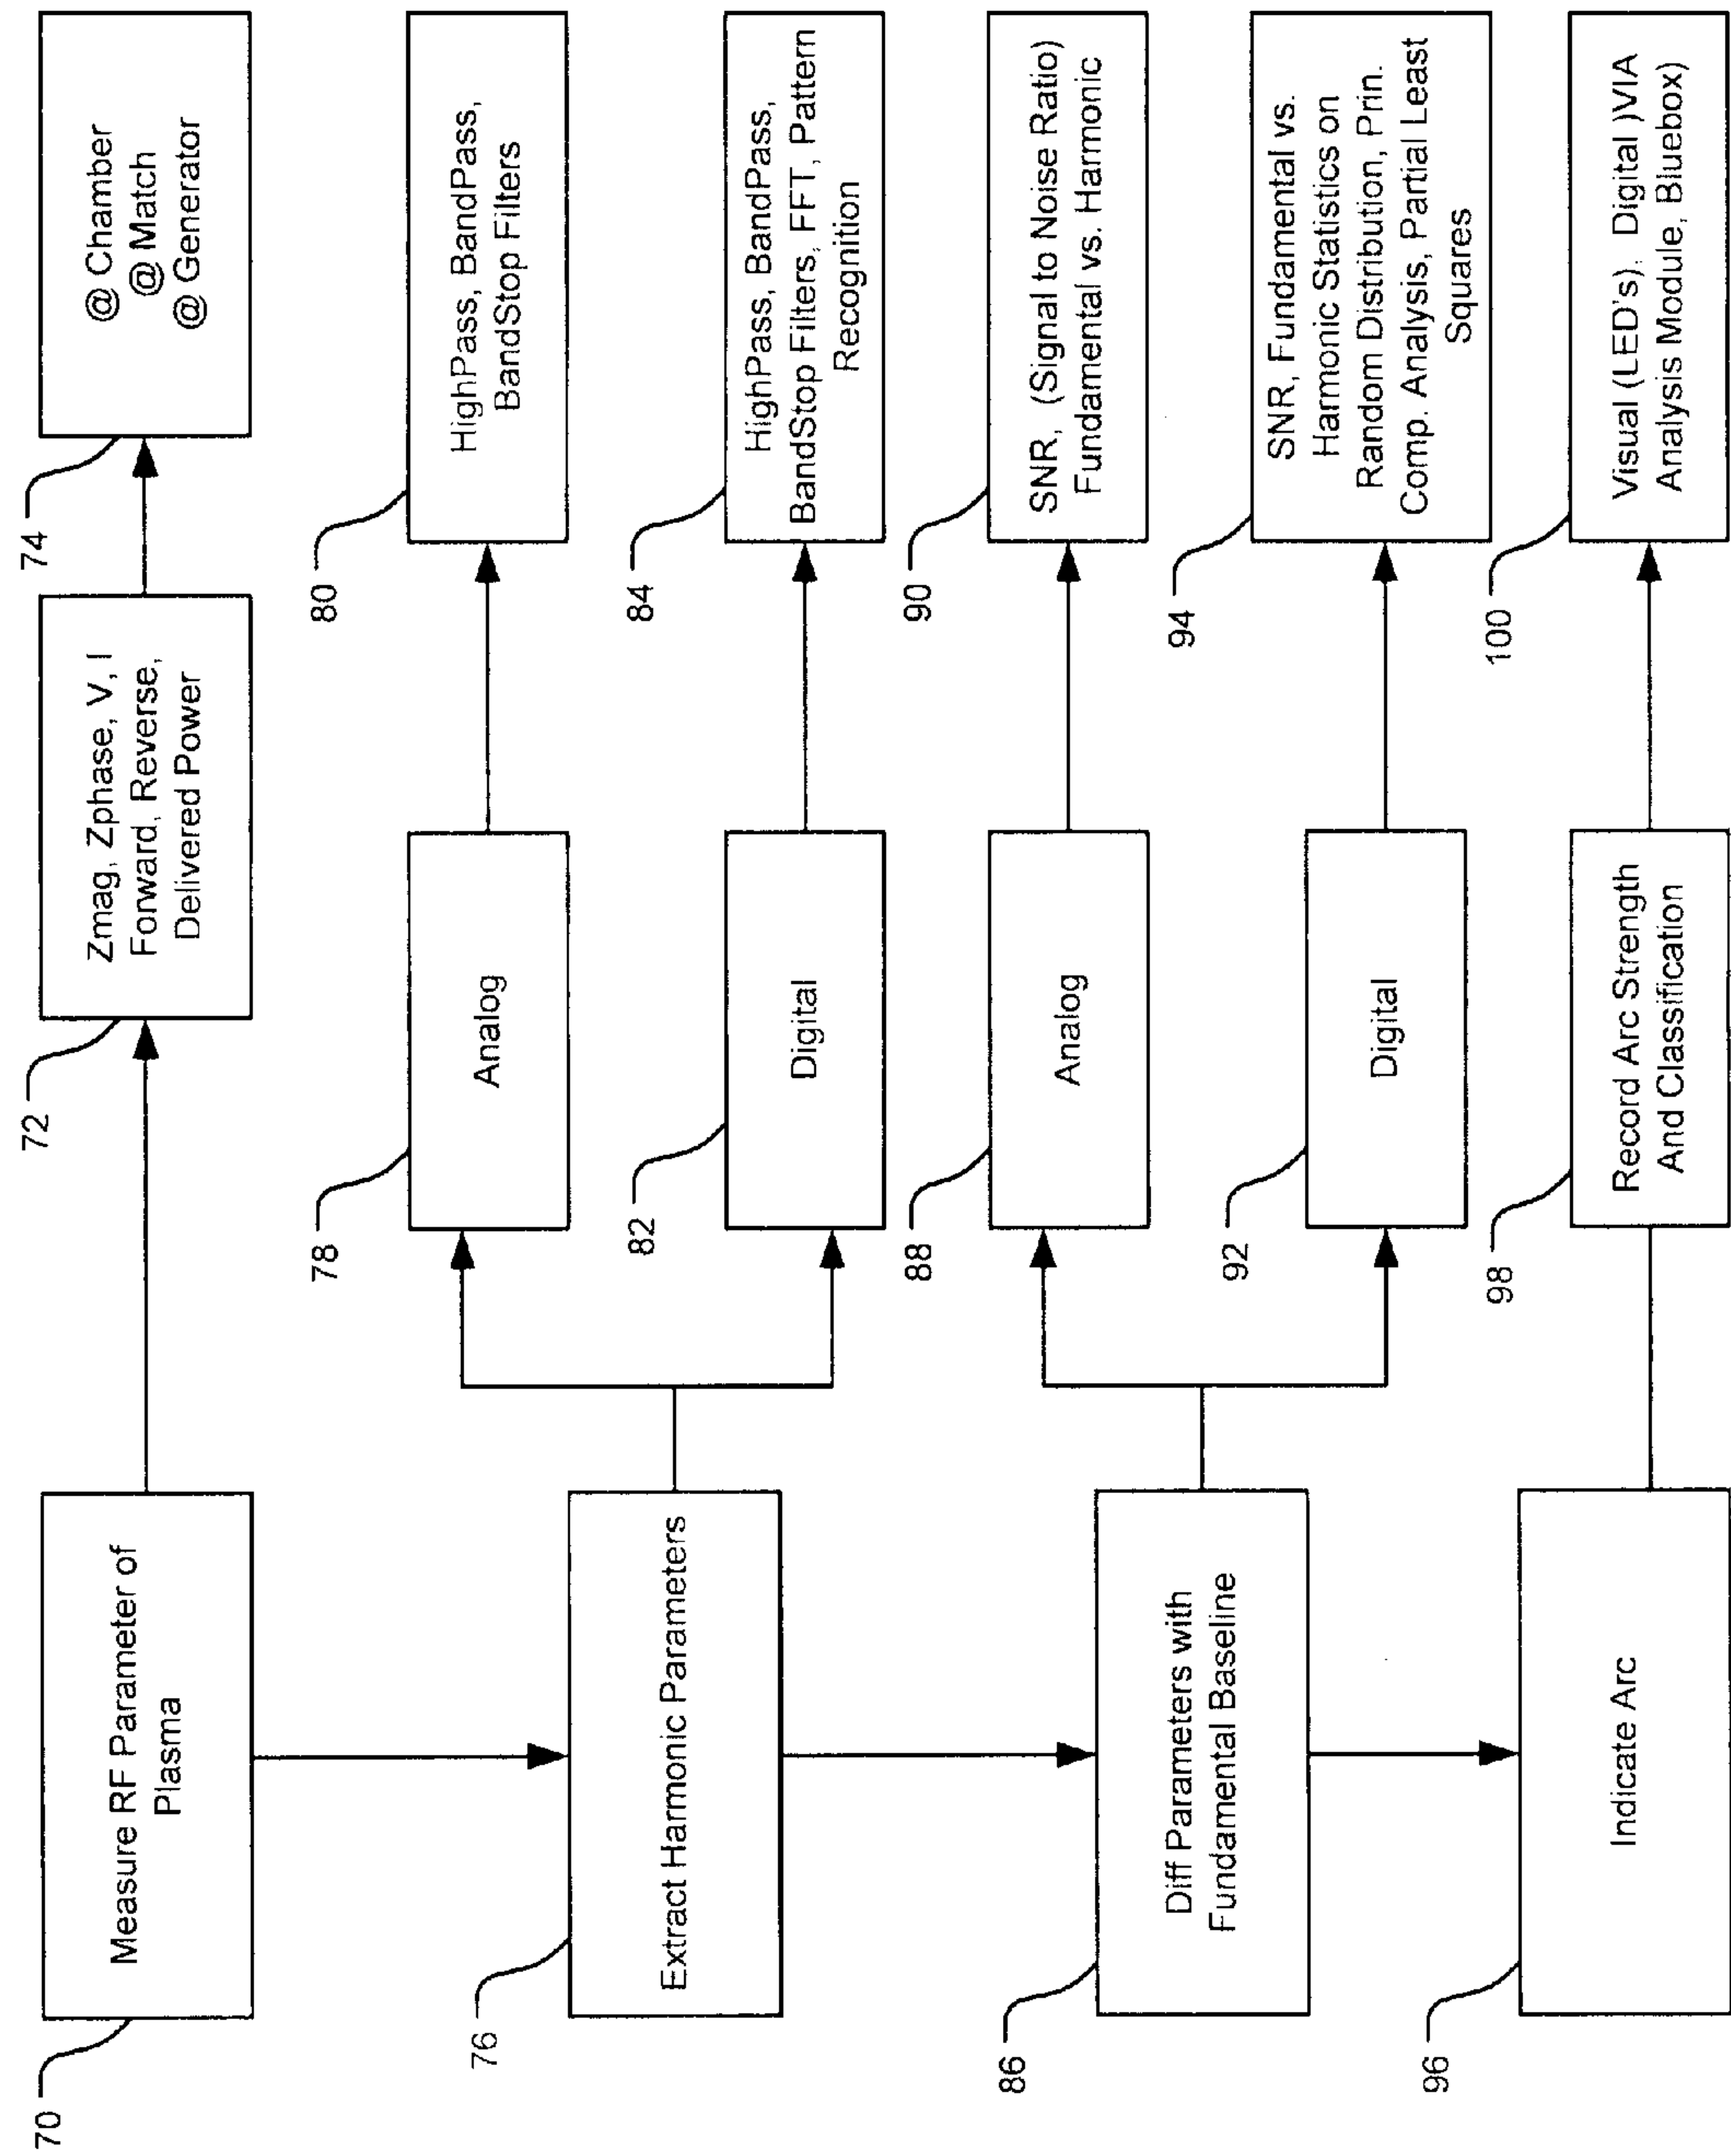 70
Measure RF Parameter of
Plasma
72
Zmag, Zphase, V, I
Forward, Reverse,
Delivered Power
74
@ Chamber
@ Match
@ Generator
76
Extract Harmonic Parameters
78
Analog
80
HighPass, BandPass,
BandStop Filters
82
Digital
84
HighPass, BandPass,
BandStop Filters, FFT, Pattern
Recognition
86
Diff Parameters with
Fundamental Baseline
88
Analog
90
SNR, (Signal to Noise Ratio)
Fundamental vs. Harmonic
92
Digital
94
SNR, Fundamental vs.
Harmonic Statistics on
Random Distribution, Prin.
Comp. Analysis, Partial Least
Squares
96
Indicate Arc
98
Record Arc Strength
And Classification
100
Visual (LED's), Digital )VIA
Analysis Module, Bluebox)